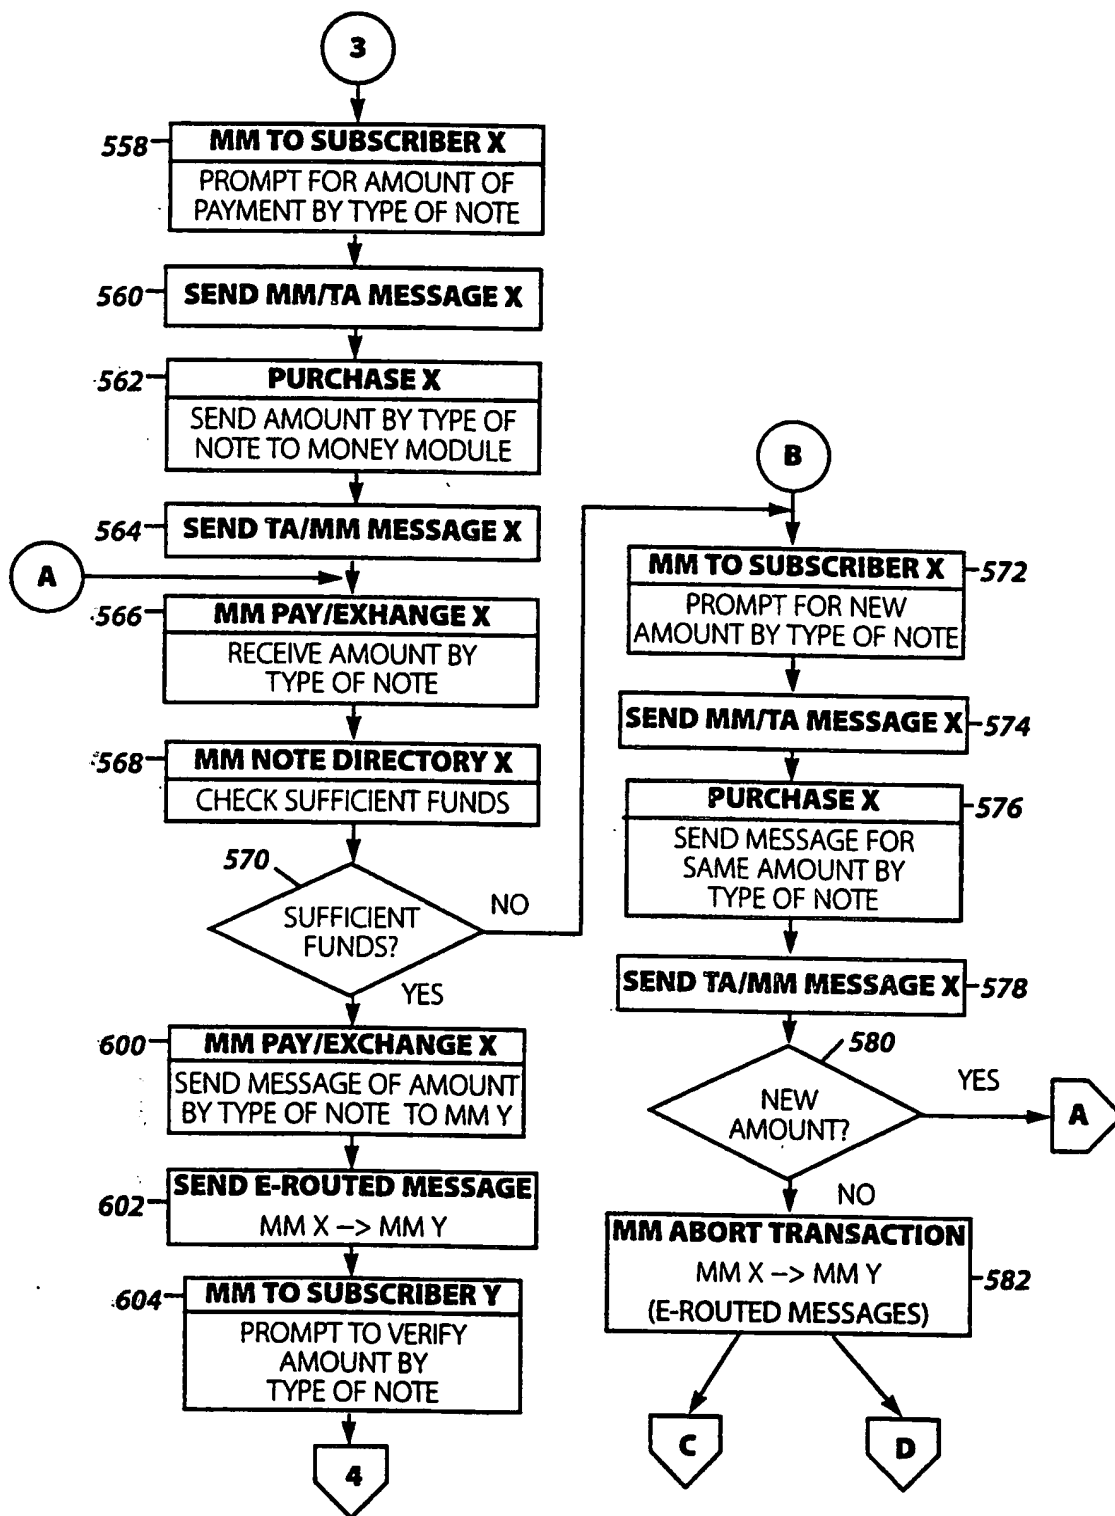 3
558
MM TO SUBSCRIBER X
PROMPT FOR AMOUNT OF
PAYMENT BY TYPE OF NOTE
560
SEND MM/TA MESSAGE X
562
PURCHASE X
SEND AMOUNT BY TYPE OF
NOTE TO MONEY MODULE
564
SEND TA/MM MESSAGE X
A
566
MM PAY/EXHANGE X
RECEIVE AMOUNT BY
TYPE OF NOTE
568
MM NOTE DIRECTORY X
CHECK SUFFICIENT FUNDS
570
SUFFICIENT
FUNDS?
NO
YES
600
MM PAY/EXCHANGE X
SEND MESSAGE OF AMOUNT
BY TYPE OF NOTE TO MM Y
602
SEND E-ROUTED MESSAGE
MM X –> MM Y
604
MM TO SUBSCRIBER Y
PROMPT TO VERIFY
AMOUNT BY
TYPE OF NOTE
4
B
MM TO SUBSCRIBER X
572
PROMPT FOR NEW
AMOUNT BY TYPE OF NOTE
SEND MM/TA MESSAGE X
574
PURCHASE X
576
SEND MESSAGE FOR
SAME AMOUNT BY
TYPE OF NOTE
SEND TA/MM MESSAGE X
578
580
NEW
AMOUNT?
YES
A
NO
MM ABORT TRANSACTION
MM X –> MM Y
582
(E-ROUTED MESSAGES)
C
D